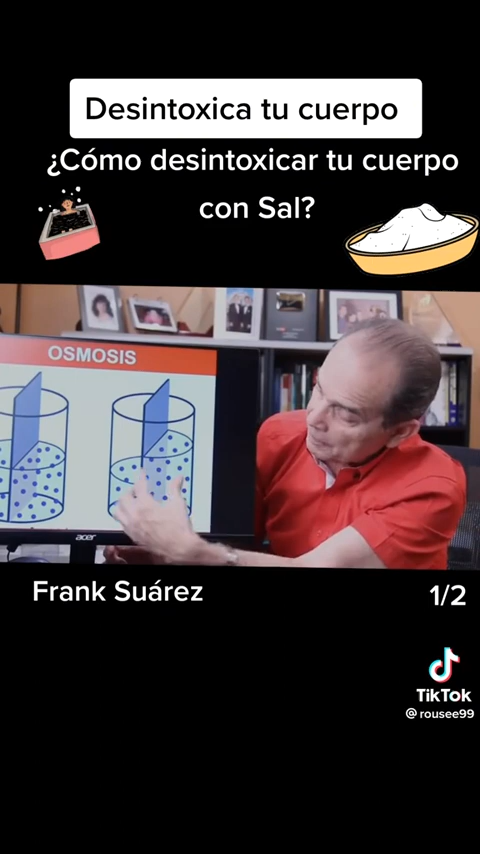 Desintoxica tu cuerpo
¿Cómo desintoxicar tu cuerpo
con Sal?
OSMOSIS
acer
Frank Suárez
1/2
TikTok
@rousee99